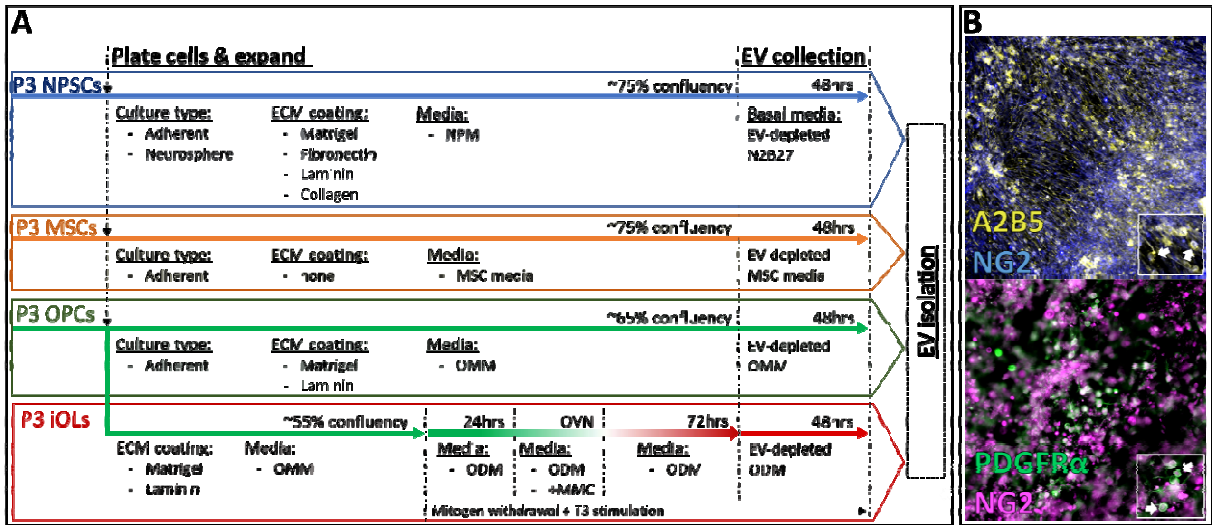 A
Plate cells & expand
EV collection
P3 NPSCs
~75% confluency
48hrs
Culture type:
- Adherent
- Neurosphere
ECM coating:
- Matrigel
- Fibronectin
- Laminin
- Collagen
Media:
- NPM
Basal media:
EV-depleted
N2B27
P3 MSCs
~75% confluency
48hrs
Culture type:
- Adherent
ECM coating:
- none
Media:
- MSC media
EV depleted
MSC media
P3 OPCs
~65% confluency
48hrs
Culture type:
- Adherent
ECM coating:
- Matrigel
- Laminin
Media:
- OMM
EV-depleted
OMM
P3 iOLs
~55% confluency
24hrs
OVN
72hrs
48hrs
ECM coating:
- Matrigel
- Laminin
Media:
- OMM
Media:
- ODM
Media:
- ODM
- +MMC
Media:
- ODM
EV-depleted
ODM
Mitogen withdrawal + T3 stimulation
EV isolation
B
A2B5
NG2
PDGFRα
NG2